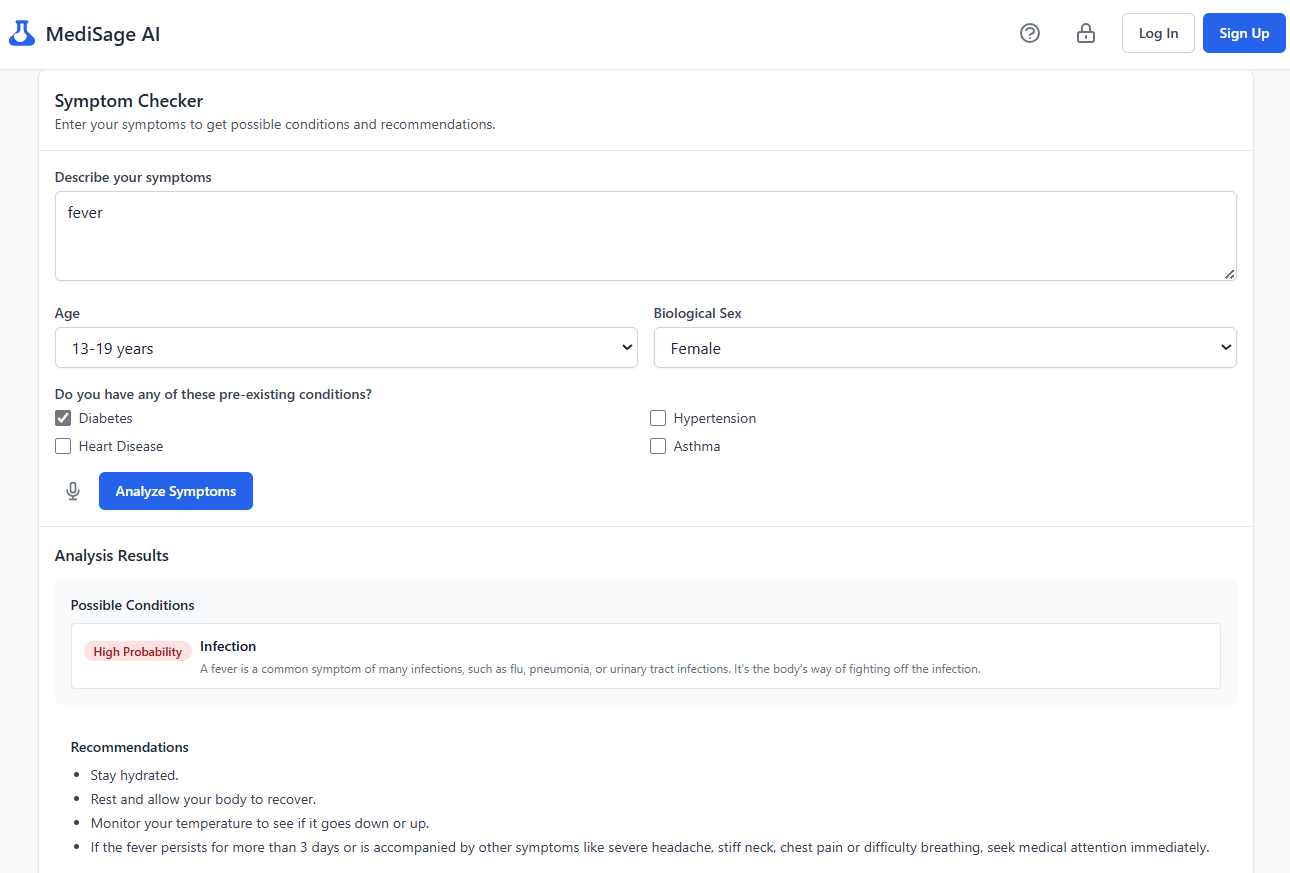 MediSage AI
Log In
Sign Up
Symptom Checker
Enter your symptoms to get possible conditions and recommendations.
Describe your symptoms
fever
Age
Biological Sex
13-19 years
Female
Do you have any of these pre-existing conditions?
Diabetes
Hypertension
Heart Disease
Asthma
Analyze Symptoms
Analysis Results
Possible Conditions
High Probability
Infection
A fever is a common symptom of many infections, such as flu, pneumonia, or urinary tract infections. It's the body's way of fighting off the infection.
Recommendations
Stay hydrated.
Rest and allow your body to recover.
Monitor your temperature to see if it goes down or up.
If the fever persists for more than 3 days or is accompanied by other symptoms like severe headache, stiff neck, chest pain or difficulty breathing, seek medical attention immediately.